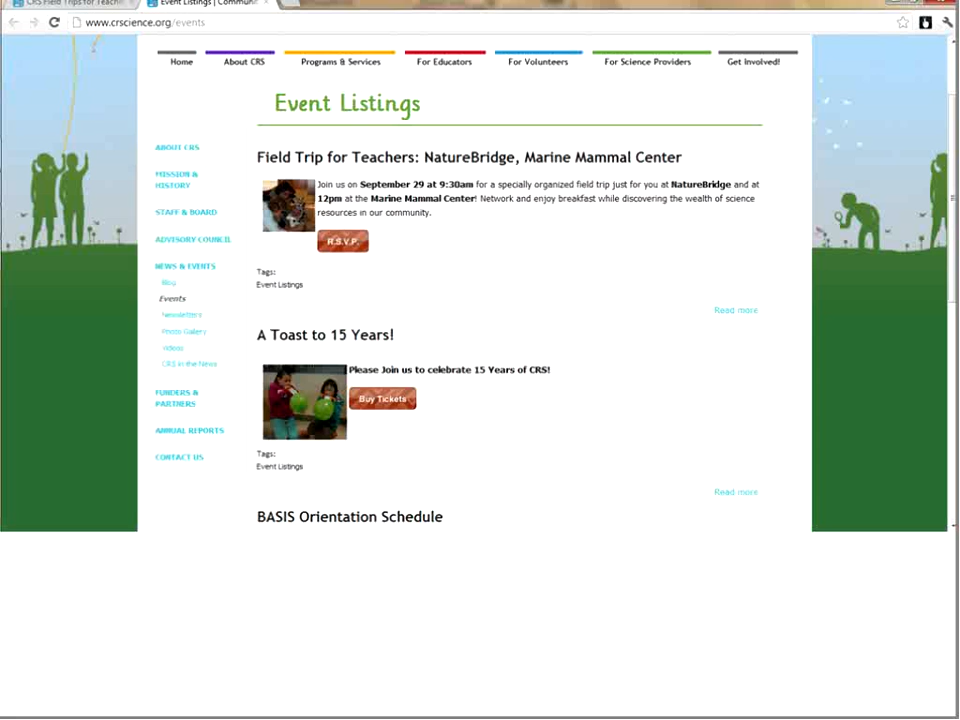 CRS Field Trips for Teache
Event Listings | Commun
www.crscience.org/events
Home
About CRS
Programs & Services
For Educators
For Volunteers
For Science Providers
Get Involved!
Event Listings
ABOUT CRS
MISSION &
HISTORY
STAFF & BOARD
ADVISORY COUNCIL
NEWS & EVENTS
Blog
Events
Newsletters
Photo Gallery
Videos
CRS in the News
FUNDERS &
PARTNERS
ANNUAL REPORTS
CONTACT US
Field Trip for Teachers: NatureBridge, Marine Mammal Center
Join us on September 29 at 9:30am for a specially organized field trip just for you at NatureBridge and at
12pm at the Marine Mammal Center! Network and enjoy breakfast while discovering the wealth of science
resources in our community.
R.S.V.P.
Tags:
Event Listings
Read more
A Toast to 15 Years!
Please Join us to celebrate 15 Years of CRS!
Buy Tickets
Tags:
Event Listings
Read more
BASIS Orientation Schedule